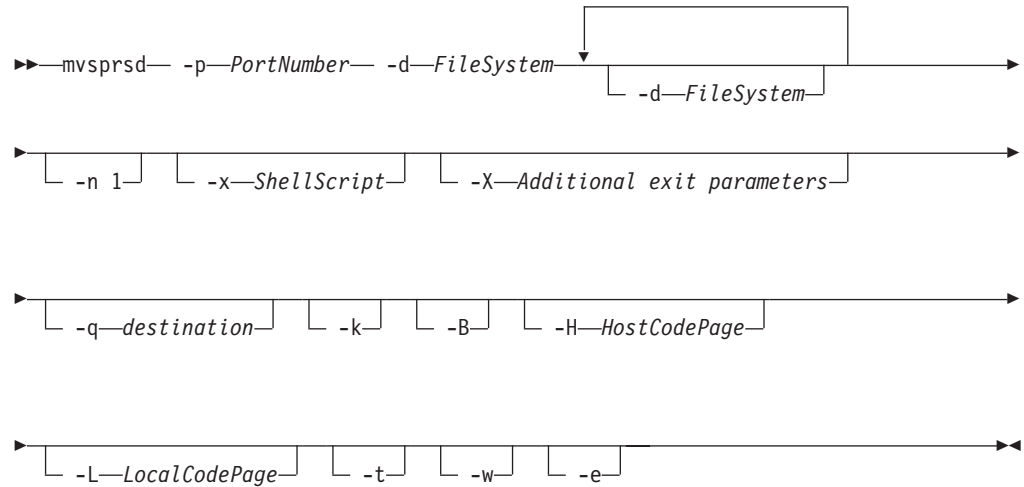 mvsprsd -p PortNumber -d FileSystem
-d FileSystem
-n 1 -x ShellScript -X Additional exit parameters
-q destination -k -B -H HostCodePage
-L LocalCodePage -t -w -e